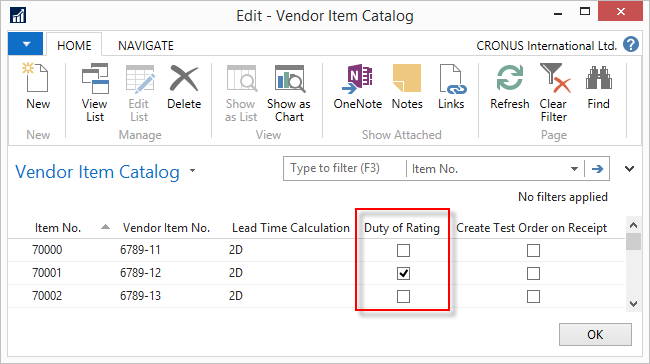 Edit - Vendor Item Catalog
HOME NAVIGATE CRONUS International Ltd. ?
New View List Edit List Delete Show as List Show as Chart OneNote Notes Links Refresh Clear Filter Find
New Manage View Show Attached Page
Vendor Item Catalog Type to filter (F3) Item No.
No filters applied
Item No. Vendor Item No. Lead Time Calculation Duty of Rating Create Test Order on Receipt
70000 6789-11 2D
70001 6789-12 2D
70002 6789-13 2D
OK